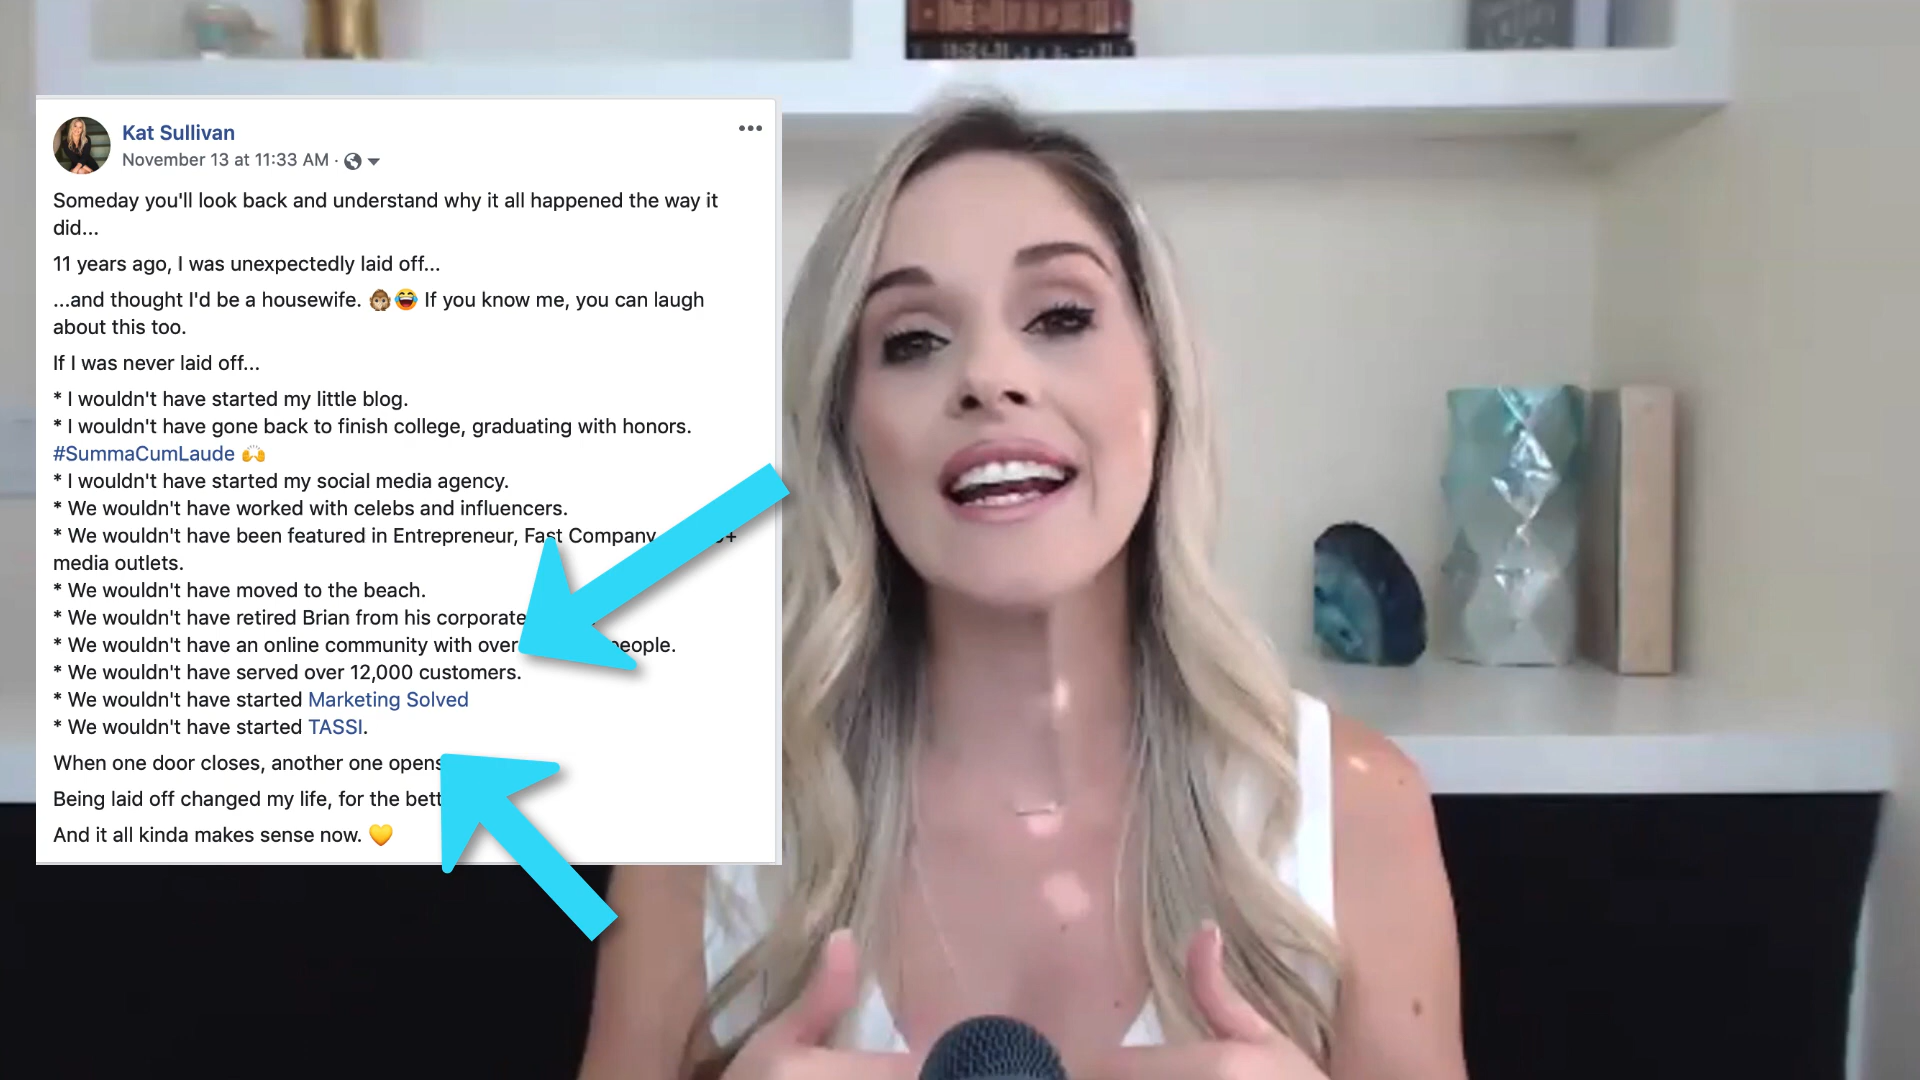 Kat Sullivan
November 13 at 11:33 AM ·
Someday you'll look back and understand why it all happened the way it
did...
11 years ago, I was unexpectedly laid off...
...and thought I'd be a housewife. 🙊😂 If you know me, you can laugh
about this too.
If I was never laid off...
* I wouldn't have started my little blog.
* I wouldn't have gone back to finish college, graduating with honors.
#SummaCumLaude 🙌
* I wouldn't have started my social media agency.
* We wouldn't have worked with celebs and influencers.
* We wouldn't have been featured in Entrepreneur, Fast Company
media outlets.
* We wouldn't have moved to the beach.
* We wouldn't have retired Brian from his corporate
* We wouldn't have an online community with over people.
* We wouldn't have served over 12,000 customers.
* We wouldn't have started Marketing Solved
* We wouldn't have started TASSI.
When one door closes, another one opens
Being laid off changed my life, for the
And it all kinda makes sense now. 💛